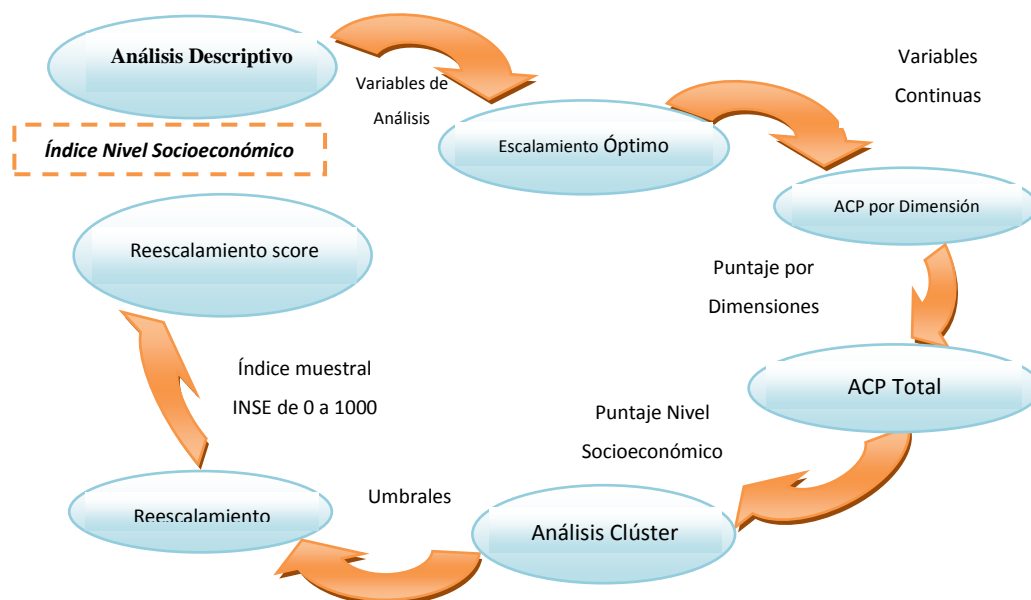 Análisis Descriptivo
Variables de
Análisis
Escalamiento Óptimo
Variables
Continuas
ACP por Dimensión
Puntaje por
Dimensiones
ACP Total
Puntaje Nivel
Socioeconómico
Análisis Clúster
Umbrales
Reescalamiento
Índice muestral
INSE de 0 a 1000
Reescalamiento score
Índice Nivel Socioeconómico